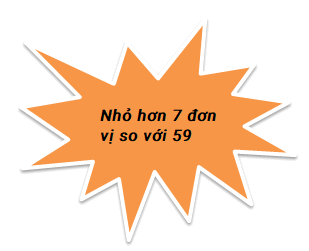 Nhỏ hơn 7 đơn
vị so với 59